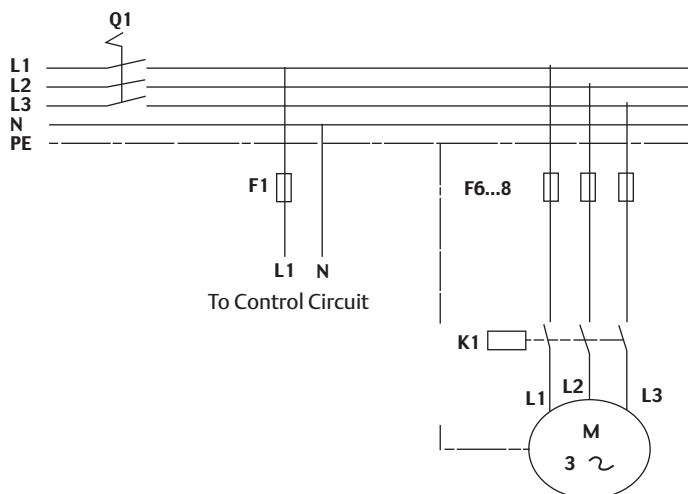 Q1
L1
L2
L3
N
PE
F1
F6...8
L1 N
To Control Circuit
K1
L1 L2 L3
M
3 ~